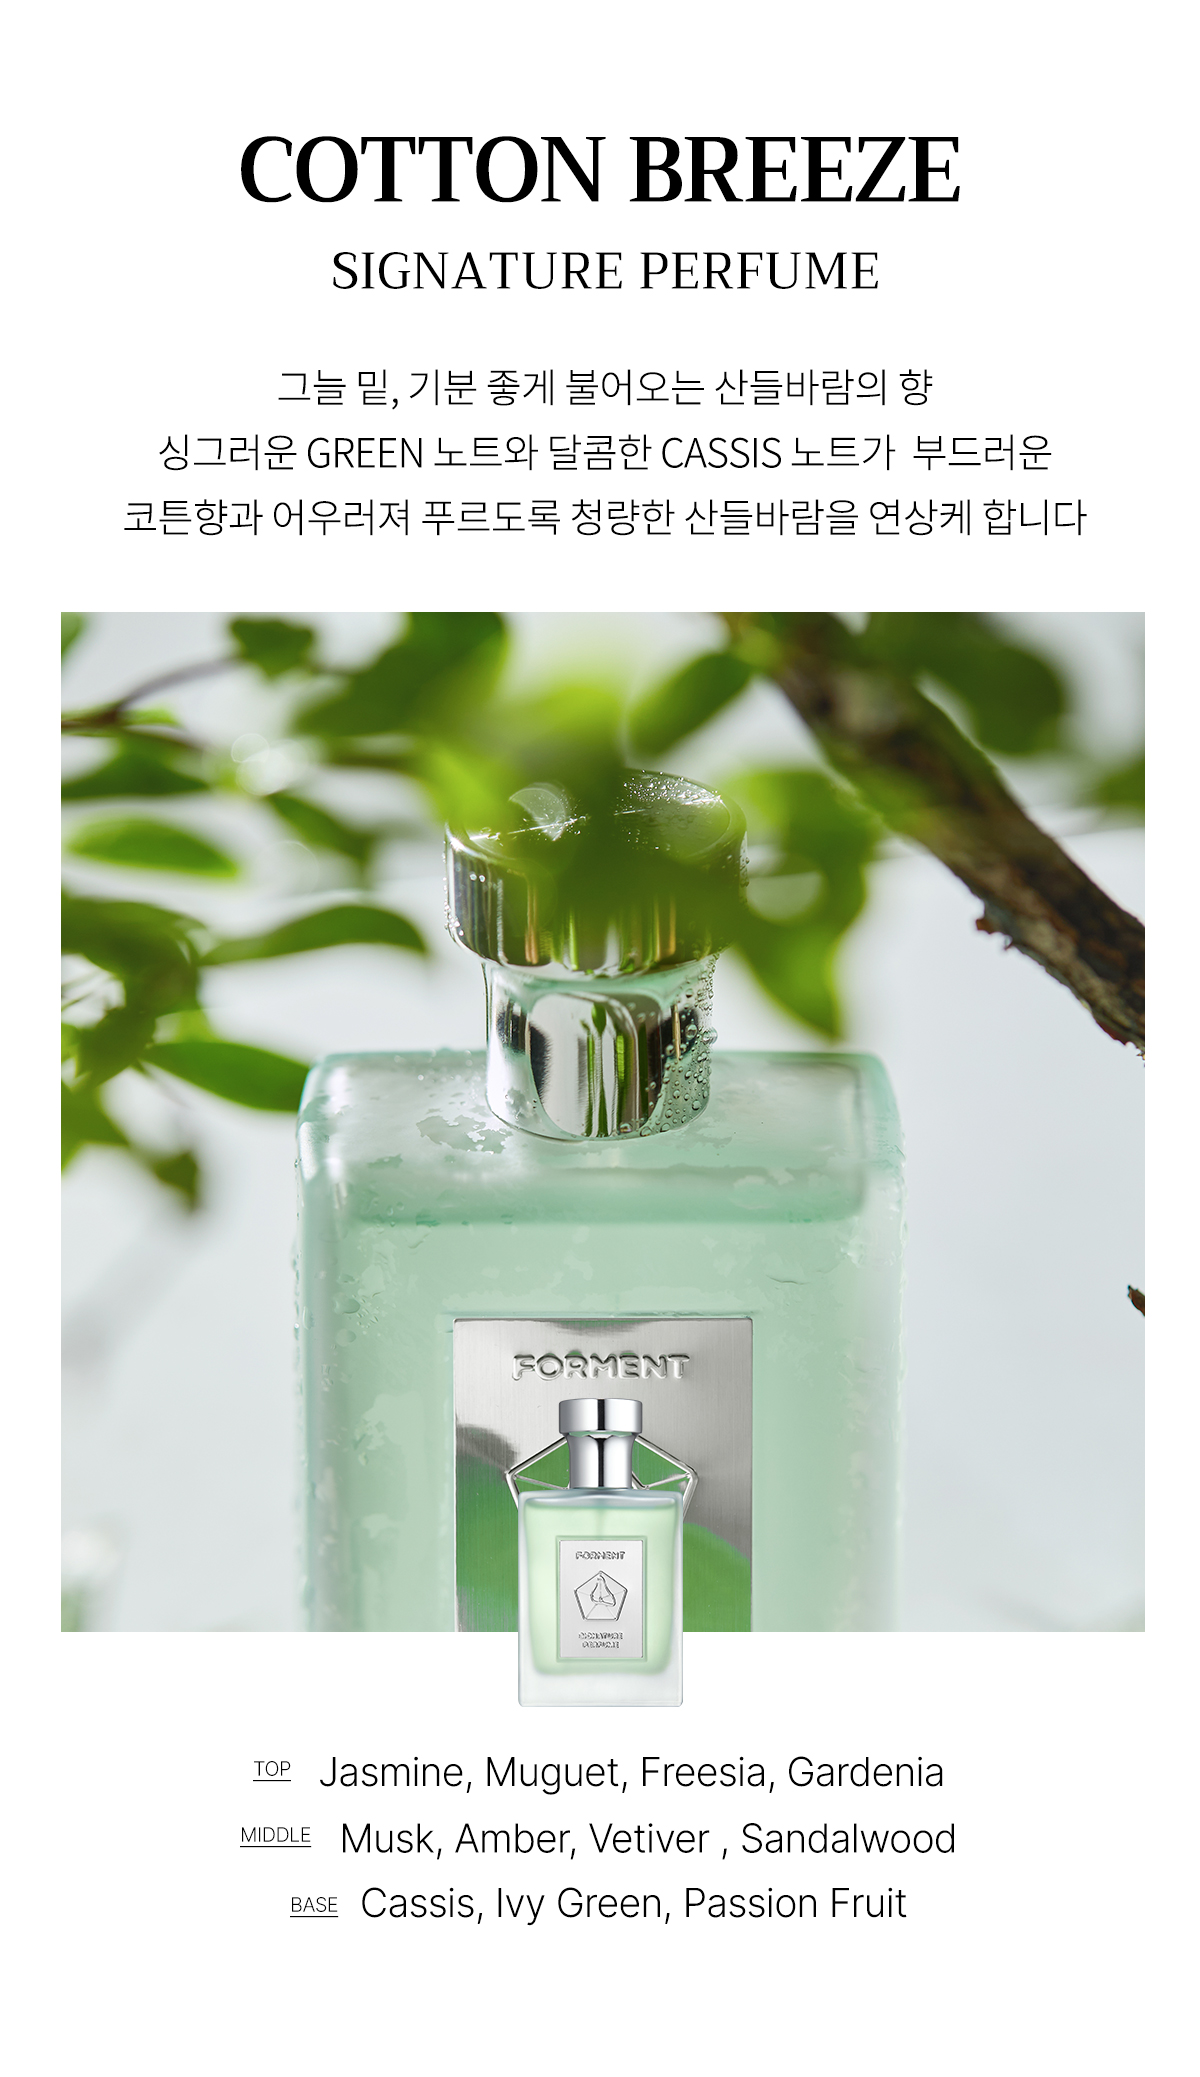 COTTON BREEZE
SIGNATURE PERFUME
그늘 밑, 기분 좋게 불어오는 산들바람의 향
싱그러운 GREEN 노트와 달콤한 CASSIS 노트가 부드러운
코튼향과 어우러져 푸르도록 청량한 산들바람을 연상케 합니다
FORMENT
FORMENT
SIGNATURE
PERFUME
TOP Jasmine, Muguet, Freesia, Gardenia
MIDDLE Musk, Amber, Vetiver , Sandalwood
BASE Cassis, Ivy Green, Passion Fruit